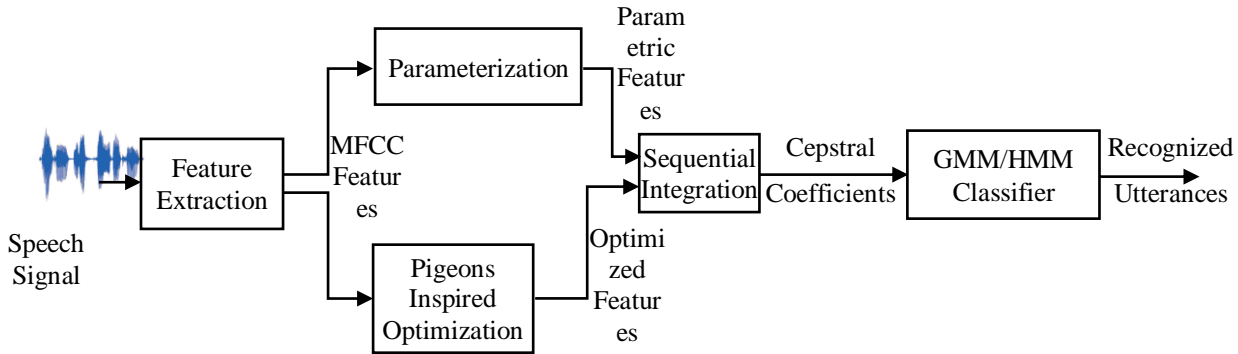 Speech
Signal
Feature
Extraction
MFCC
Featur
es
Parameterization
Pigeons
Inspired
Optimization
Param
etric
Featur
es
Optimi
zed
Featur
es
Sequential
Integration
Cepstral
Coefficients
GMM/HMM
Classifier
Recognized
Utterances